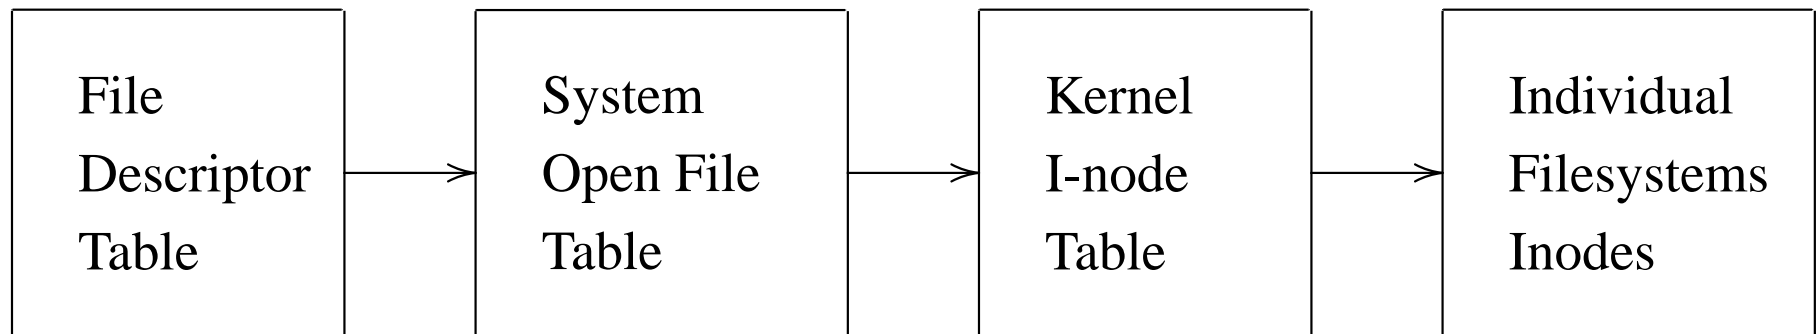 File
Descriptor
Table
System
Open File
Table
Kernel
I-node
Table
Individual
Filesystems
Inodes